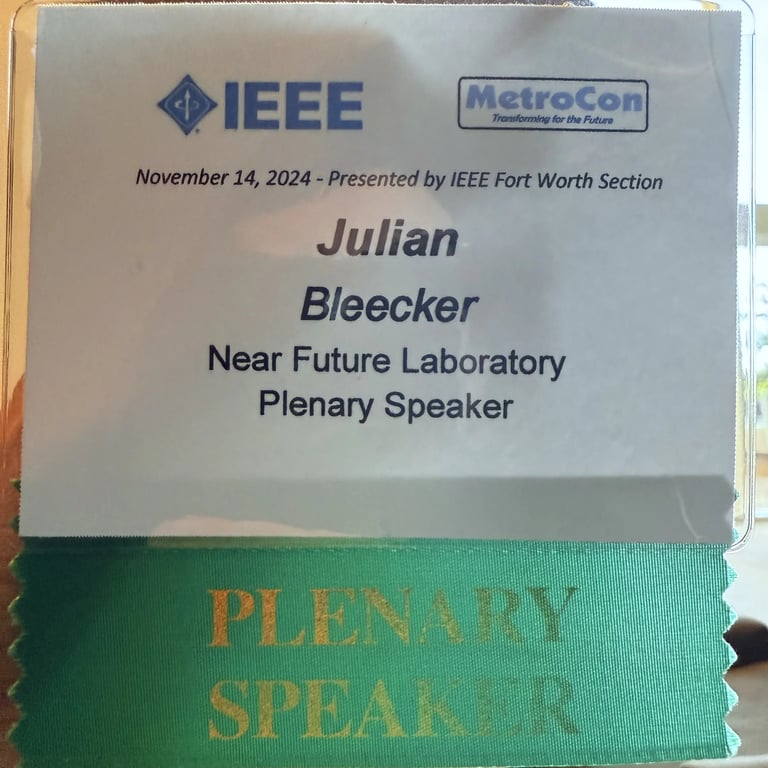 IEEE
MetroCon
Transforming for the Future
November 14, 2024 - Presented by IEEE Fort Worth Section
Julian
Bleecker
Near Future Laboratory
Plenary Speaker
PLENARY
SPEAKER